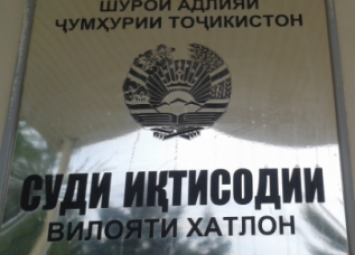 ШУРОИ АДЛИЯИ
ҶУМҲУРИИ ТОҶИКИСТОН
СУДИ ИҚТИСОДИИ
ВИЛОЯТИ ХАТЛОН